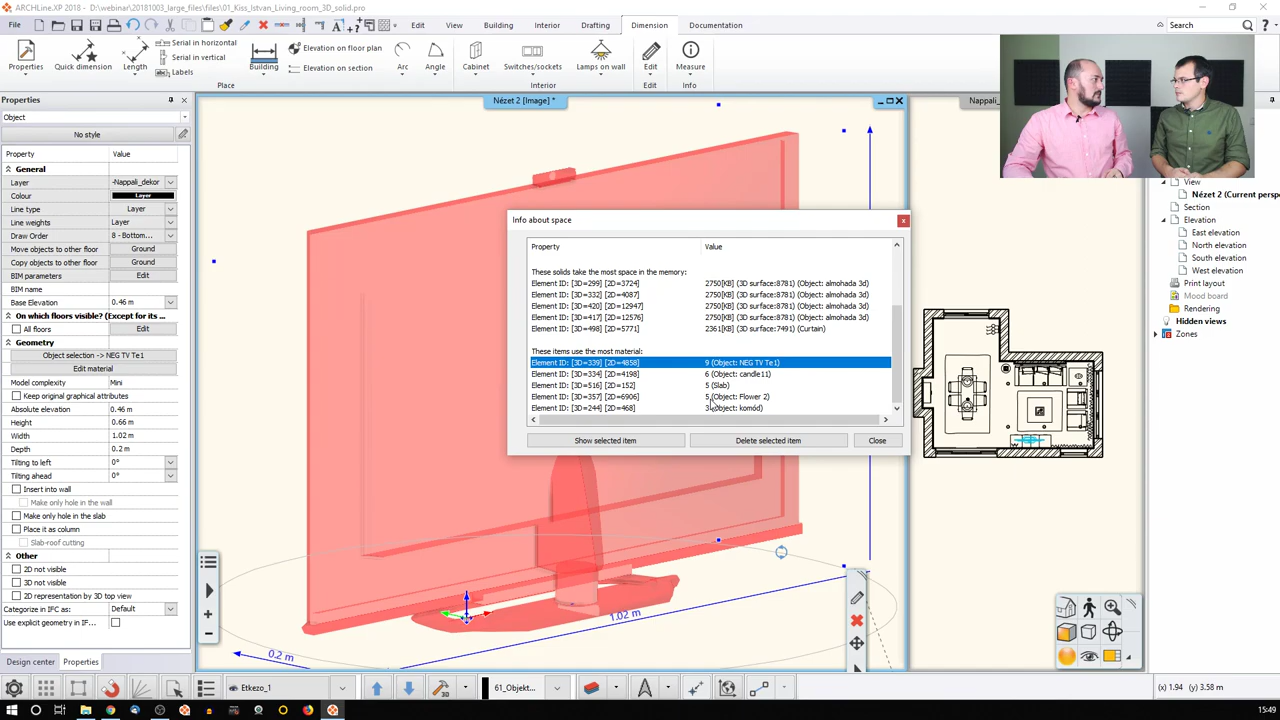 ARCHLine.XP 2018 - D:\webinar\20181003_large_files\files\01_Kiss_Istvan_Living_room_3D_solid.pro
File
Edit
View
Building
Interior
Drafting
Dimension
Documentation
Search
Properties
Quick dimension
Length
Serial in horizontal
Serial in vertical
Labels
Building
Elevation on floor plan
Elevation on section
Arc
Angle
Cabinet
Switches/sockets
Lamps on wall
Edit
Measure
Place
Interior
Edit
Info
Properties
Object
No style
Property Value
General
Layer -Nappali_dekor
Colour Layer
Line type Layer
Line weights Layer
Draw Order 8 - Bottom...
Move objects to other floor Ground
Copy objects to other floor Ground
BIM parameters Edit
BIM name
Base Elevation 0.46 m
On which floors visible? (Except for its ...
All floors Edit
Geometry
Object selection -> NEG TV Te1
Edit material
Model complexity Mini
Keep original graphical attributes
Absolute elevation 0.46 m
Height 0.66 m
Width 1.02 m
Depth 0.2 m
Tilting to left 0°
Tilting ahead 0°
Insert into wall
Make only hole in the wall
Make only hole in the slab
Place it as column
Slab-roof cutting
Other
2D not visible
3D not visible
2D representation by 3D top view
Categorize in IFC as: Default
Use explicit geometry in IF...
Design center
Properties
Nézet 2 [Image] *
Info about space
Property Value
These solids take the most space in the memory:
Element ID: [3D=299] [2D=3724] 2750[KB] (3D surface:8781) (Object: almohada 3d)
Element ID: [3D=332] [2D=4087] 2750[KB] (3D surface:8781) (Object: almohada 3d)
Element ID: [3D=420] [2D=12947] 2750[KB] (3D surface:8781) (Object: almohada 3d)
Element ID: [3D=417] [2D=12576] 2750[KB] (3D surface:8781) (Object: almohada 3d)
Element ID: [3D=498] [2D=5771] 2361[KB] (3D surface:7491) (Curtain)
These items use the most material:
Element ID: [3D=339] [2D=4858] 9 (Object: NEG TV Te1)
Element ID: [3D=334] [2D=4198] 6 (Object: candle11)
Element ID: [3D=516] [2D=152] 5 (Slab)
Element ID: [3D=357] [2D=6906] 5 (Object: Flower 2)
Element ID: [3D=244] [2D=468] 3 (Object: komód)
Show selected item
Delete selected item
Close
0.2 m
1.02 m
Nappali_
View
Nézet 2 (Current persp
Section
Elevation
East elevation
North elevation
South elevation
West elevation
Print layout
Mood board
Rendering
Hidden views
Zones
Etkezo_1
61_Objekt...
(x) 1.94 (y) 3.58 m
15:49